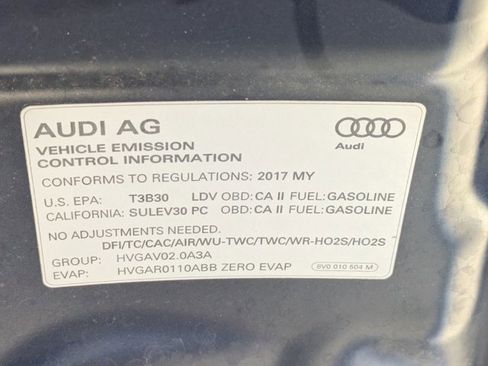 AUDI AG
Audi
VEHICLE EMISSION
CONTROL INFORMATION
CONFORMS TO REGULATIONS: 2017 MY
U.S. EPA: T3B30 LDV OBD: CA II FUEL: GASOLINE
CALIFORNIA: SULEV30 PC OBD: CA II FUEL: GASOLINE
NO ADJUSTMENTS NEEDED.
DFI/TC/CAC/AIR/WU-TWC/TWC/WR-HO2S/HO2S
GROUP: HVGAV02.0A3A
EVAP: HVGAR0110ABB ZERO EVAP
8V0 010 504 M